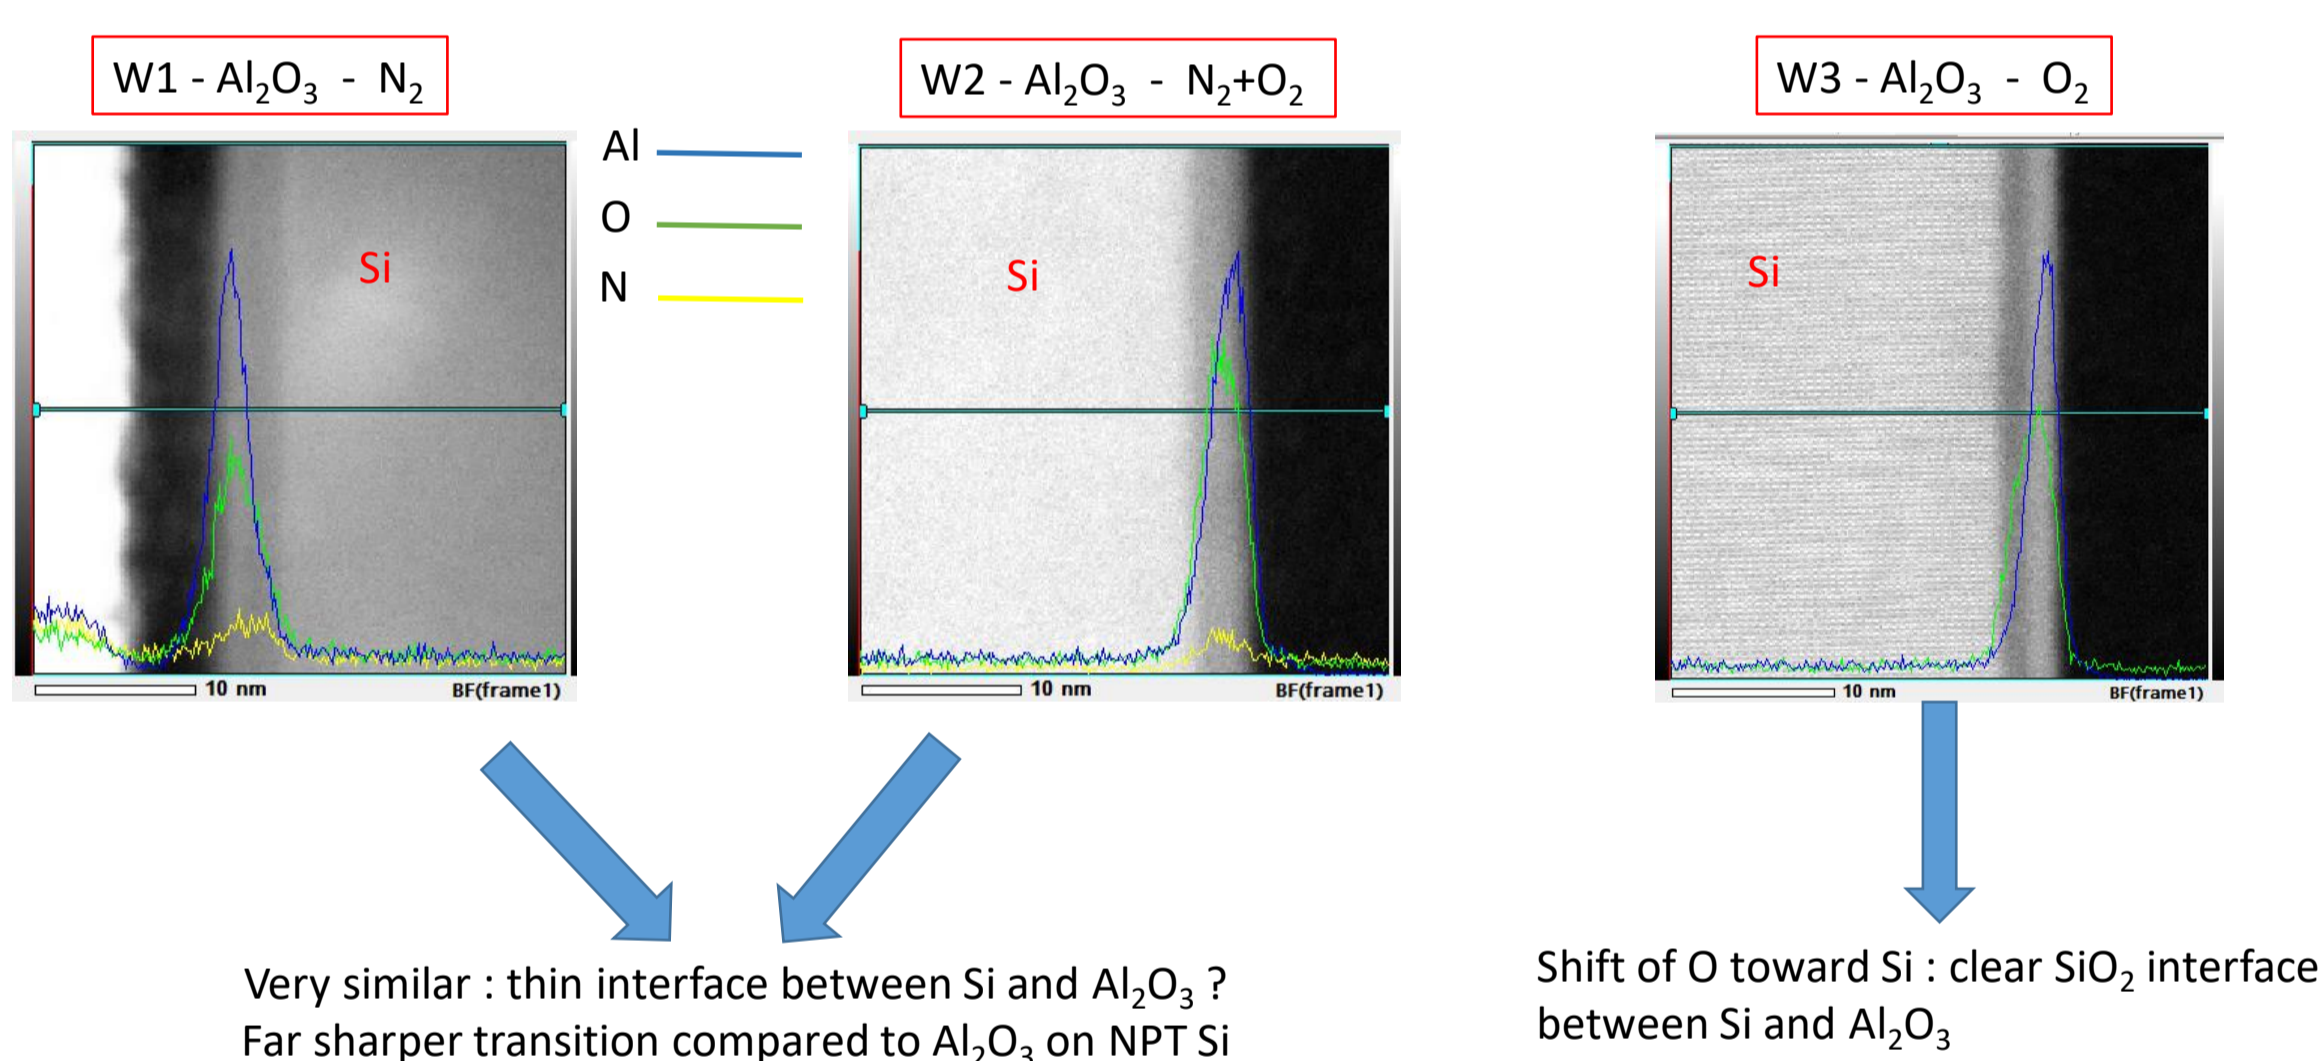 W1 - Al₂O₃ - N₂
W2 - Al₂O₃ - N₂+O₂
W3 - Al₂O₃ - O₂
Al
O
N
Si
Si
Si
10 nm
BF(frame1)
10 nm
BF(frame1)
10 nm
BF(frame1)
Very similar : thin interface between Si and Al₂O₃ ?
Far sharper transition compared to Al₂O₃ on NPT Si
Shift of O toward Si : clear SiO₂ interface
between Si and Al₂O₃